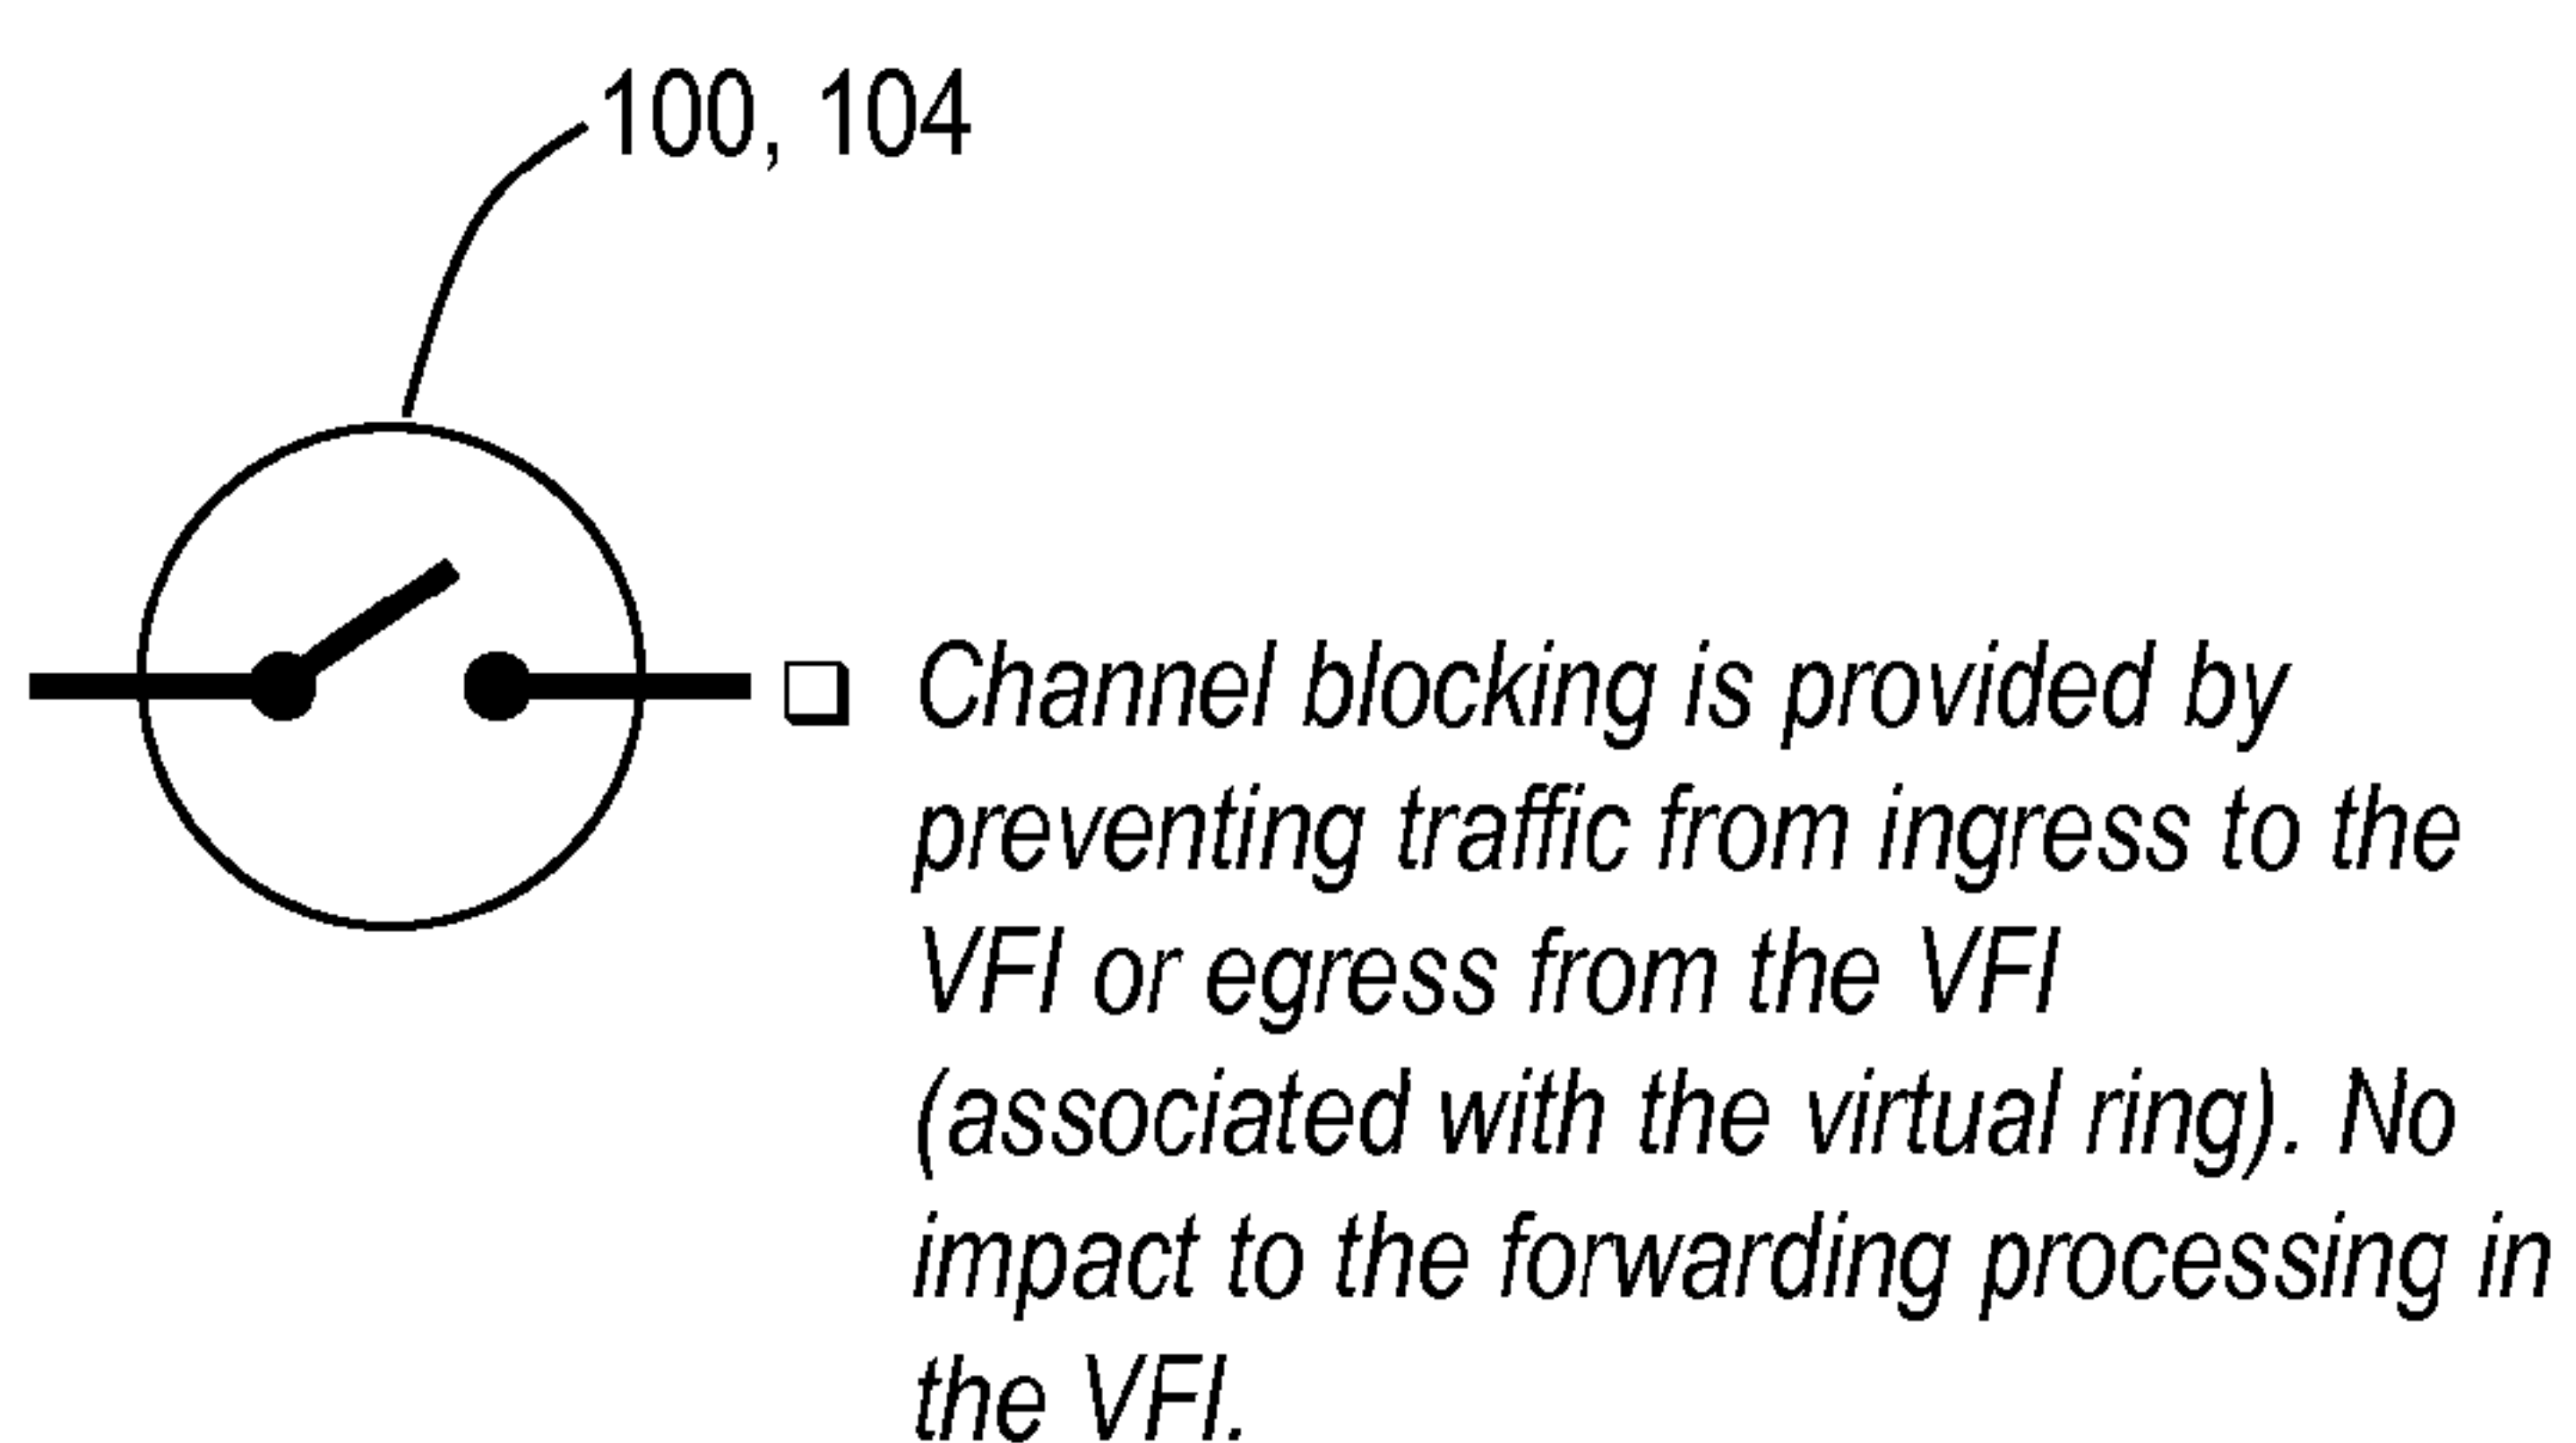 100, 104
❑ Channel blocking is provided by
preventing traffic from ingress to the
VFI or egress from the VFI
(associated with the virtual ring). No
impact to the forwarding processing in
the VFI.